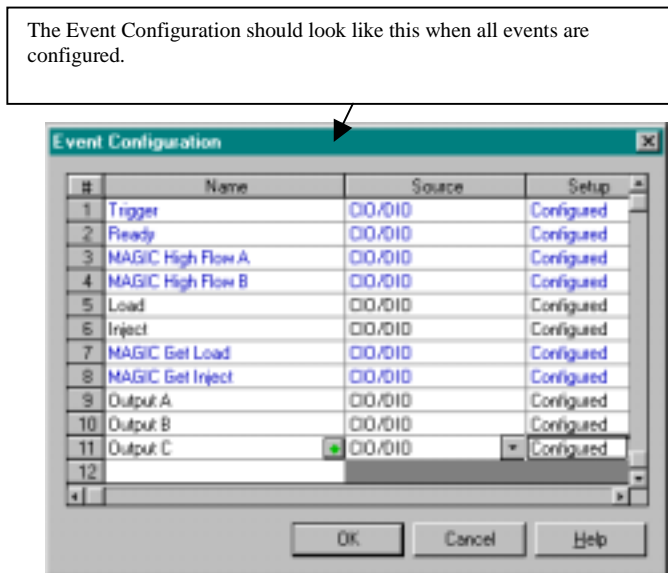 The Event Configuration should look like this when all events are
configured.
Event Configuration
# Name Source Setup
1 Trigger CIO/DIO Configured
2 Ready CIO/DIO Configured
3 MAGIC High Flow A CIO/DIO Configured
4 MAGIC High Flow B CIO/DIO Configured
5 Load CIO/DIO Configured
6 Inject CIO/DIO Configured
7 MAGIC Get Load CIO/DIO Configured
8 MAGIC Get Inject CIO/DIO Configured
9 Output A CIO/DIO Configured
10 Output B CIO/DIO Configured
11 Output C CIO/DIO Configured
12
OK Cancel Help